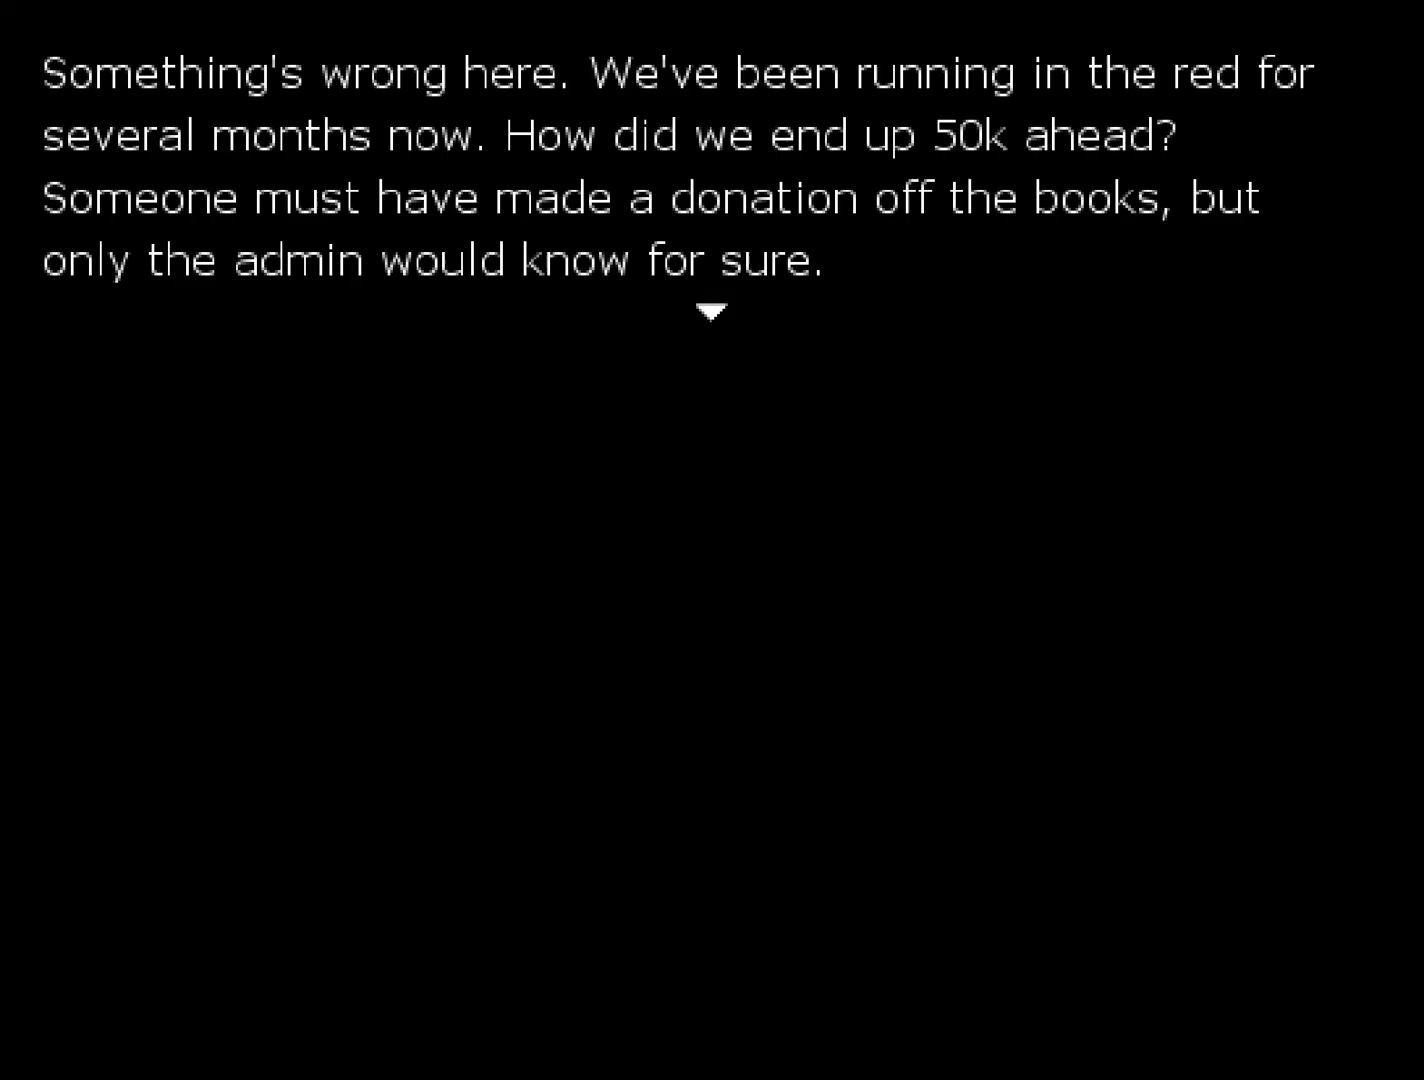 Something's wrong here. We've been running in the red for
several months now. How did we end up 50k ahead?
Someone must have made a donation off the books, but
only the admin would know for sure.